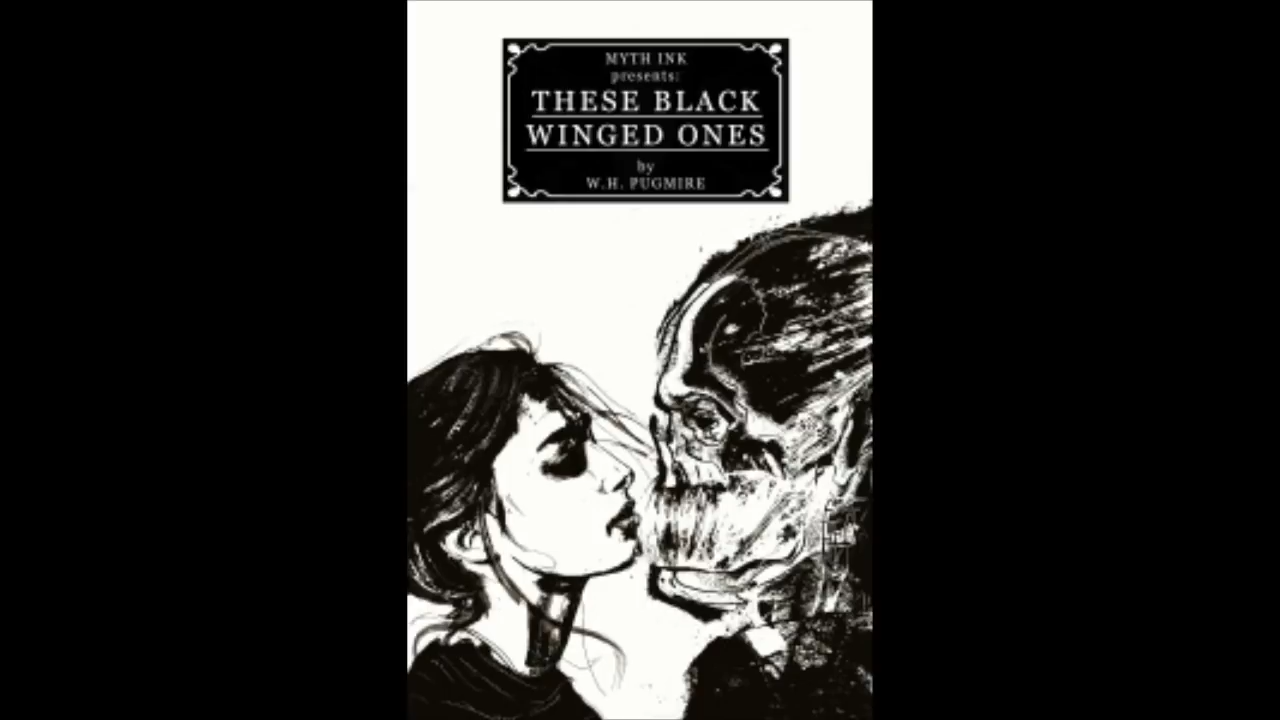 MYTH INK
presents:
THESE BLACK
WINGED ONES
by
W.H. PUGMIRE